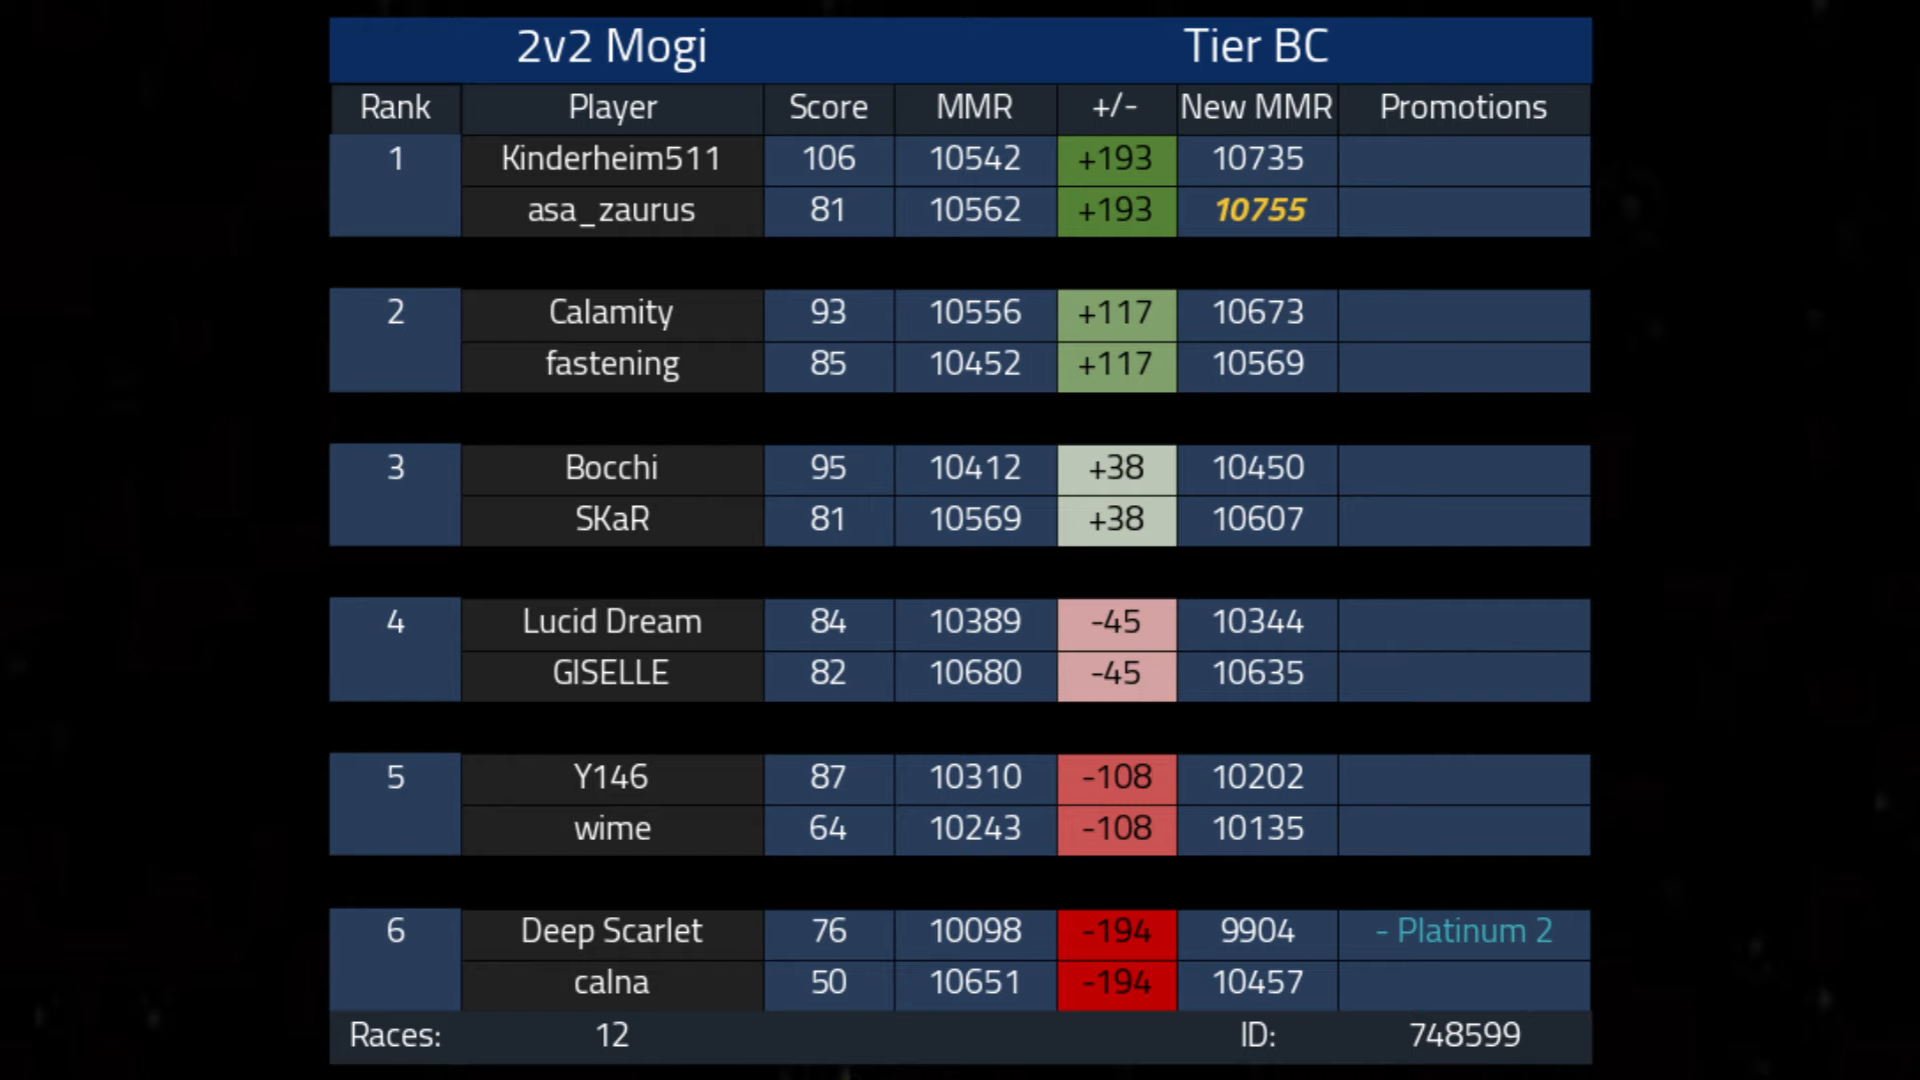 2v2 Mogi Tier BC
Rank Player Score MMR +/- New MMR Promotions
1 Kinderheim511 106 10542 +193 10735
asa_zaurus 81 10562 +193 10755
2 Calamity 93 10556 +117 10673
fastening 85 10452 +117 10569
3 Bocchi 95 10412 +38 10450
SKaR 81 10569 +38 10607
4 Lucid Dream 84 10389 -45 10344
GISELLE 82 10680 -45 10635
5 Y146 87 10310 -108 10202
wime 64 10243 -108 10135
6 Deep Scarlet 76 10098 -194 9904 - Platinum 2
calna 50 10651 -194 10457
Races: 12 ID: 748599